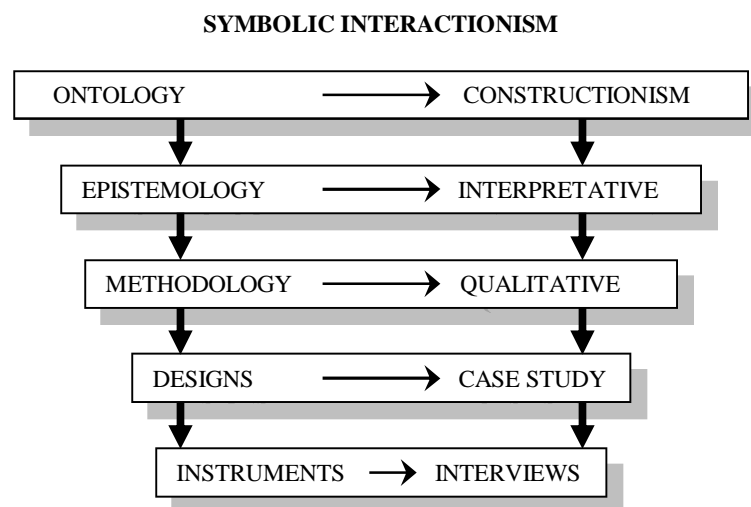 SYMBOLIC INTERACTIONISM
ONTOLOGY CONSTRUCTIONISM
EPISTEMOLOGY INTERPRETATIVE
METHODOLOGY QUALITATIVE
DESIGNS CASE STUDY
INSTRUMENTS INTERVIEWS